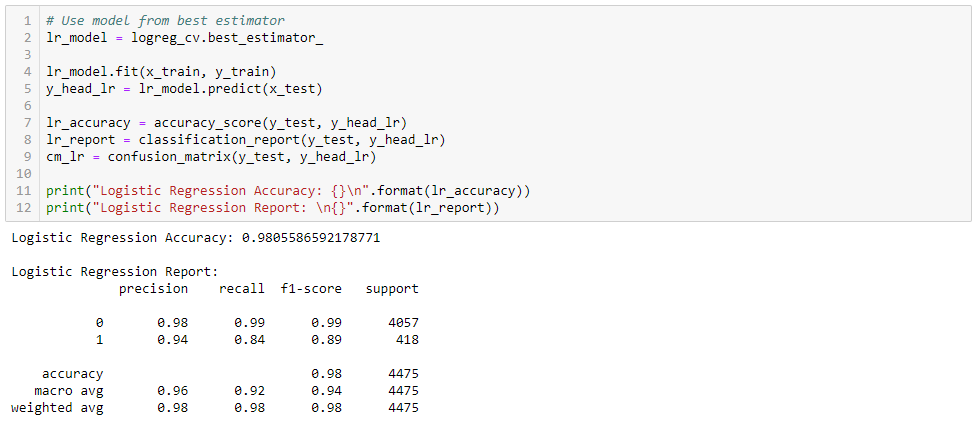 1 # Use model from best estimator
2 lr_model = logreg_cv.best_estimator_
3
4 lr_model.fit(x_train, y_train)
5 y_head_lr = lr_model.predict(x_test)
6
7 lr_accuracy = accuracy_score(y_test, y_head_lr)
8 lr_report = classification_report(y_test, y_head_lr)
9 cm_lr = confusion_matrix(y_test, y_head_lr)
10
11 print("Logistic Regression Accuracy: {}\n".format(lr_accuracy))
12 print("Logistic Regression Report: \n{}".format(lr_report))
Logistic Regression Accuracy: 0.9805586592178771
Logistic Regression Report:
precision recall f1-score support
0 0.98 0.99 0.99 4057
1 0.94 0.84 0.89 418
accuracy 0.98 4475
macro avg 0.96 0.92 0.94 4475
weighted avg 0.98 0.98 0.98 4475